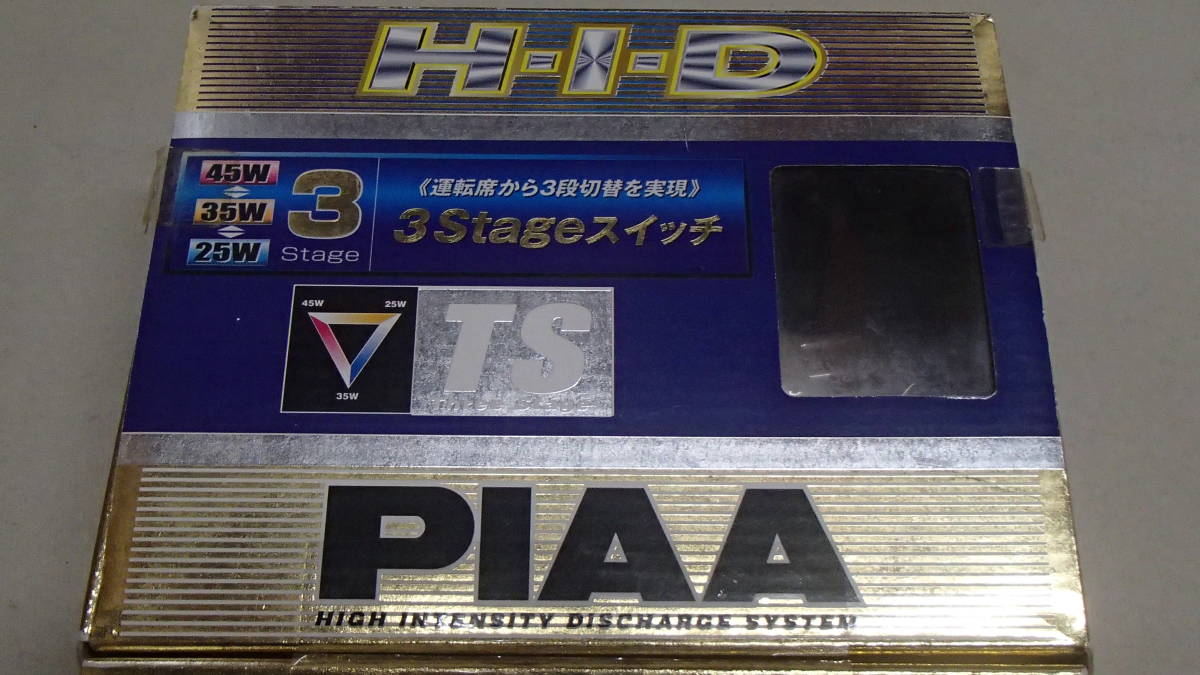 H・I・D
45W
35W
25W
3
Stage
《運転席から3段切替を実現》
3Stageスイッチ
45W 25W
35W
TS
PIAA
HIGH INTENSITY DISCHARGE SYSTEM